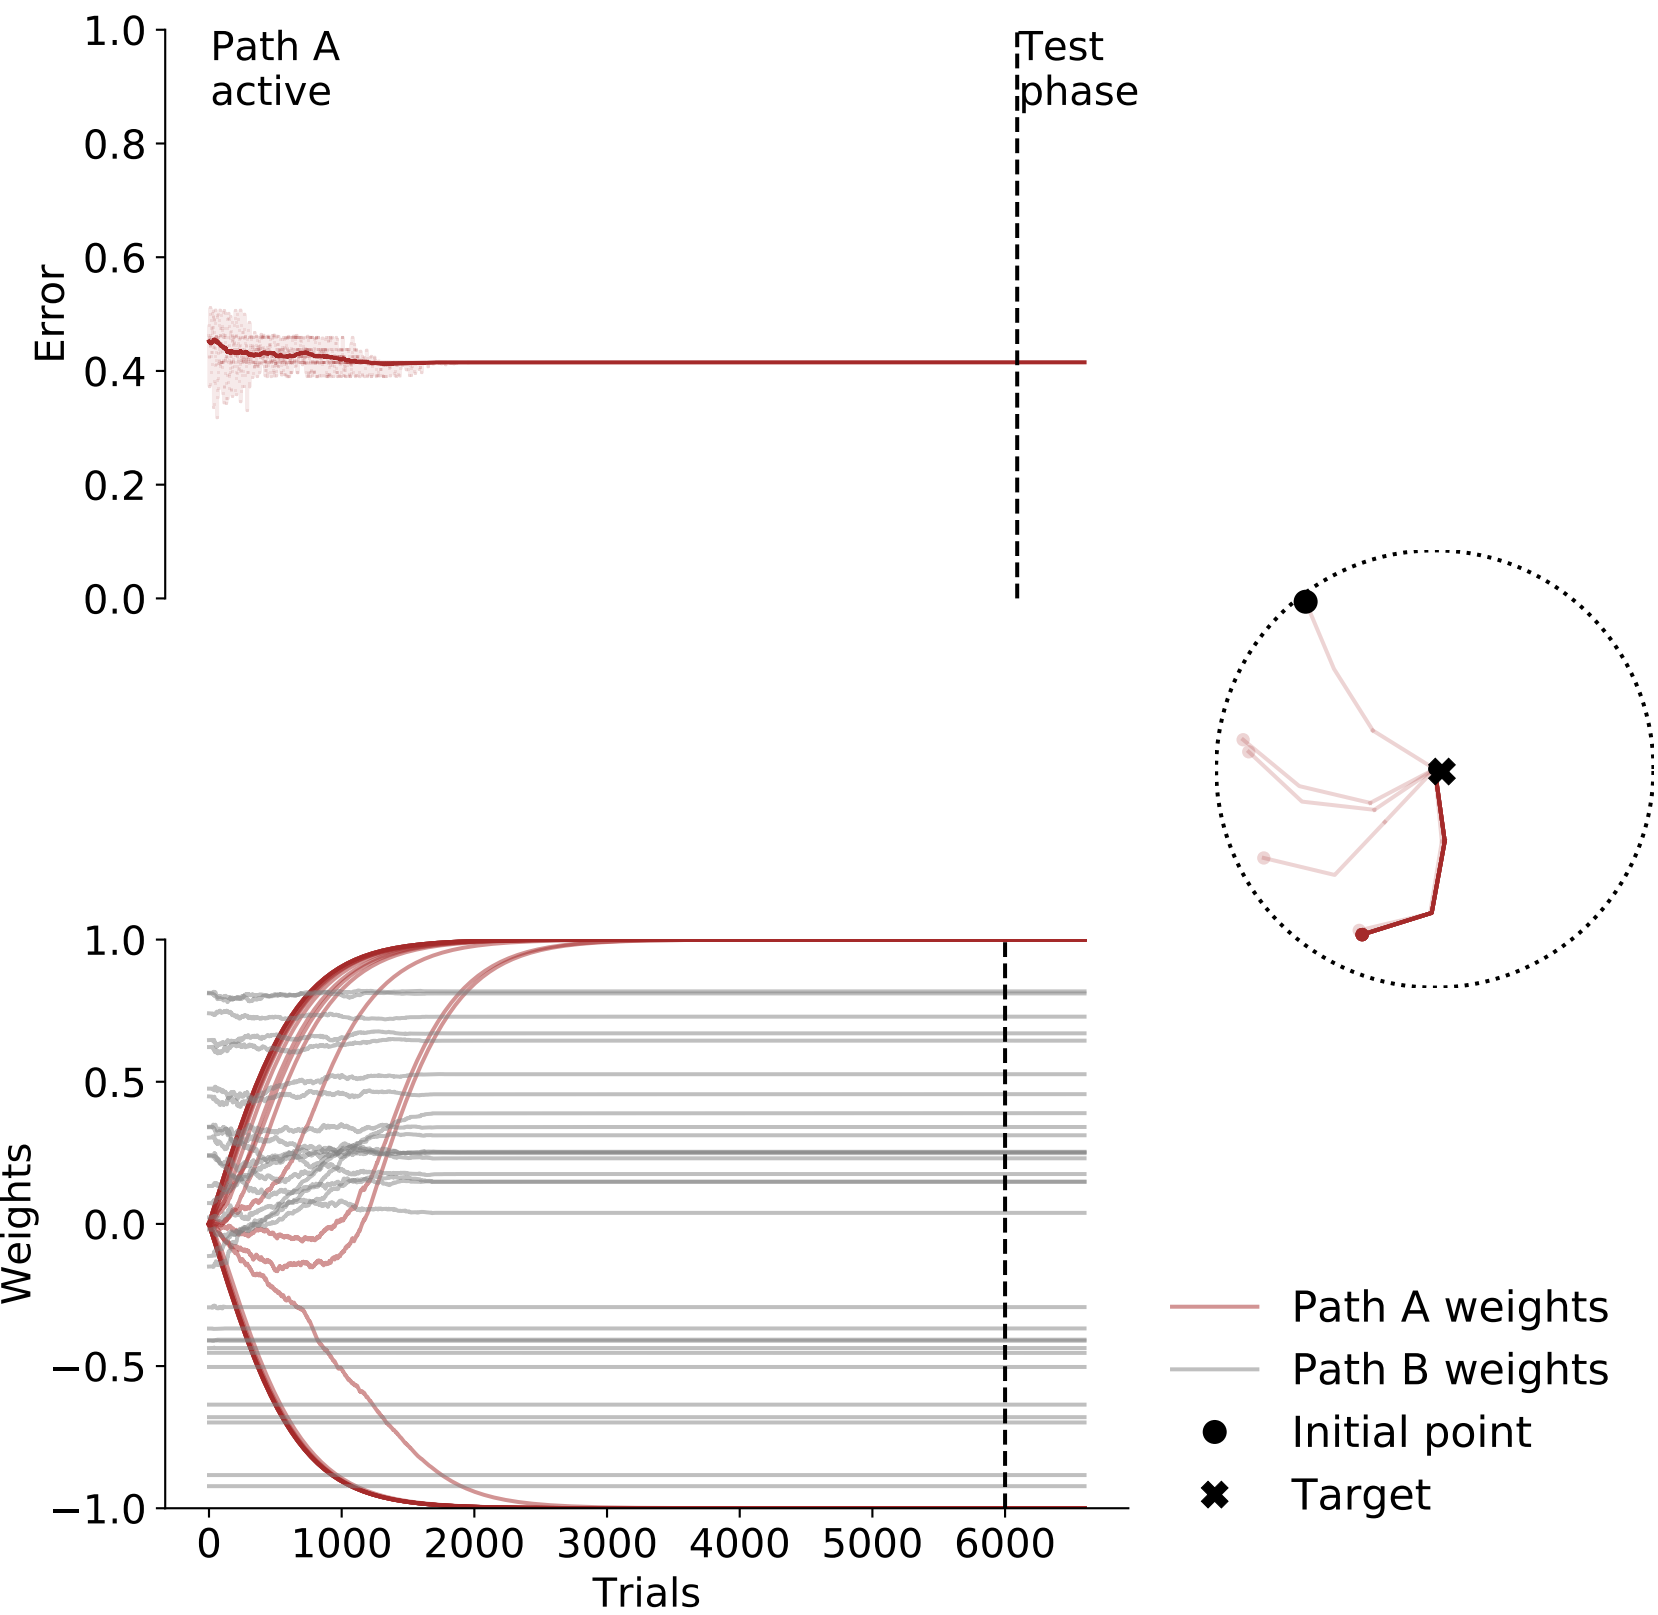 Path A
active
Test
phase
1.0
0.8
0.6
0.4
0.2
0.0
Error
1.0
0.5
0.0
−0.5
−1.0
Weights
0 1000 2000 3000 4000 5000 6000
Trials
Path A weights
Path B weights
Initial point
Target